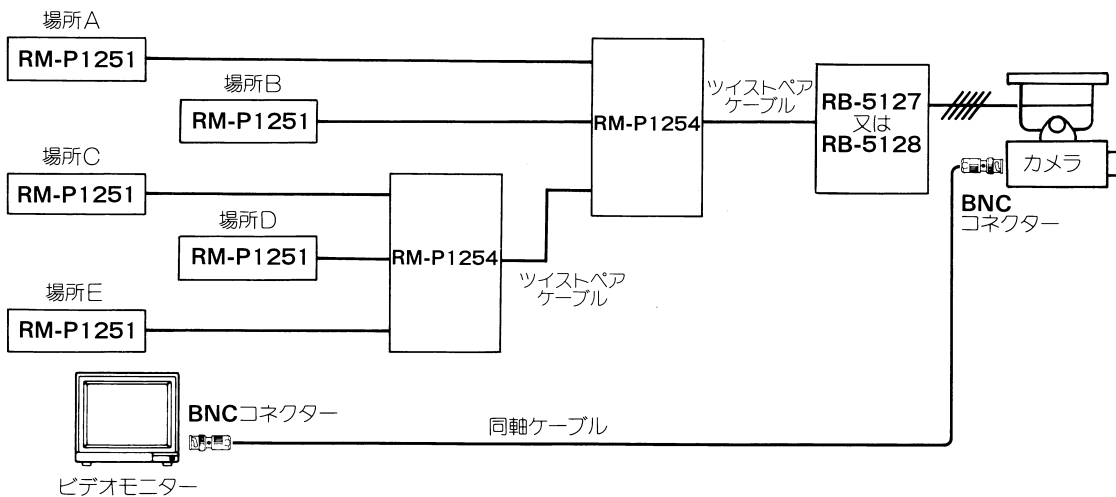 場所A
RM-P1251
場所B
RM-P1251
場所C
RM-P1251
場所D
RM-P1251
場所E
RM-P1251
RM-P1254
ツイストペア
ケーブル
RM-P1254
ツイストペア
ケーブル
RB-5127
又は
RB-5128
カメラ
BNC
コネクター
BNCコネクター
同軸ケーブル
ビデオモニター